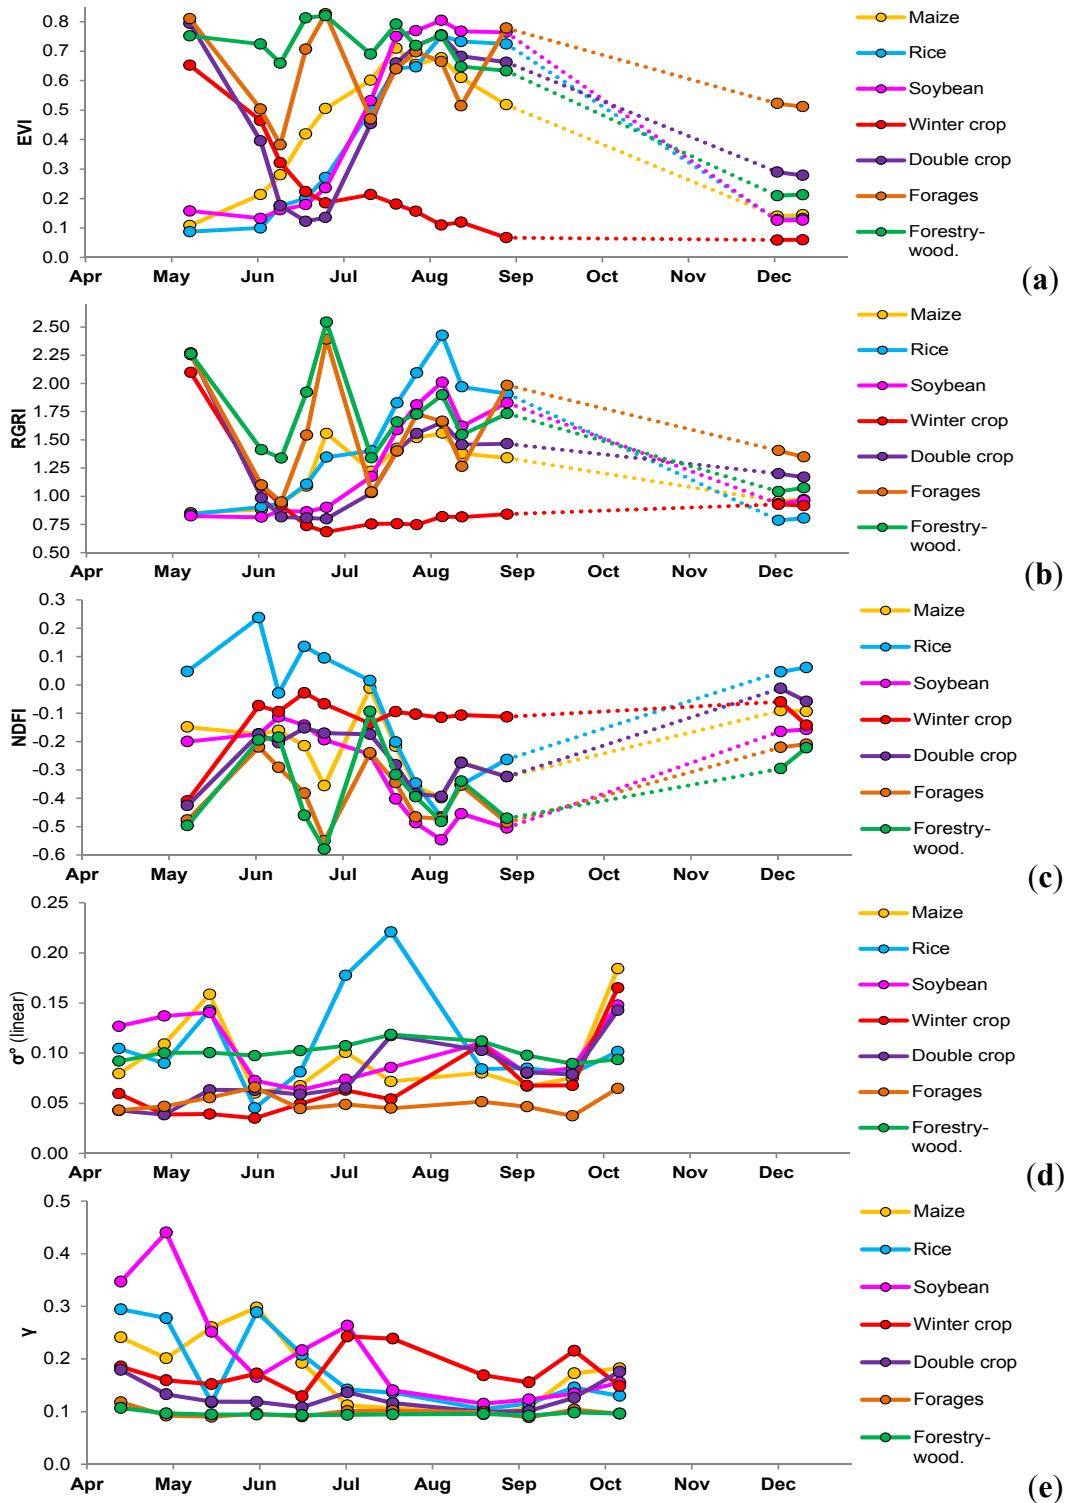 0.8
0.7
0.6
0.5
0.4
0.3
0.2
0.1
0.0
EVI
Apr May Jun Jul Aug Sep Oct Nov Dec
Maize
Rice
Soybean
Winter crop
Double crop
Forages
Forestry-
wood.
(a)
2.50
2.25
2.00
1.75
1.50
1.25
1.00
0.75
0.50
RGRI
Apr May Jun Jul Aug Sep Oct Nov Dec
Maize
Rice
Soybean
Winter crop
Double crop
Forages
Forestry-
wood.
(b)
0.3
0.2
0.1
0.0
-0.1
-0.2
-0.3
-0.4
-0.5
-0.6
NDFI
Apr May Jun Jul Aug Sep Oct Nov Dec
Maize
Rice
Soybean
Winter crop
Double crop
Forages
Forestry-
wood.
(c)
0.25
0.20
0.15
0.10
0.05
0.00
σ° (linear)
Apr May Jun Jul Aug Sep Oct Nov Dec
Maize
Rice
Soybean
Winter crop
Double crop
Forages
Forestry-
wood.
(d)
0.5
0.4
0.3
0.2
0.1
0.0
γ
Apr May Jun Jul Aug Sep Oct Nov Dec
Maize
Rice
Soybean
Winter crop
Double crop
Forages
Forestry-
wood.
(e)